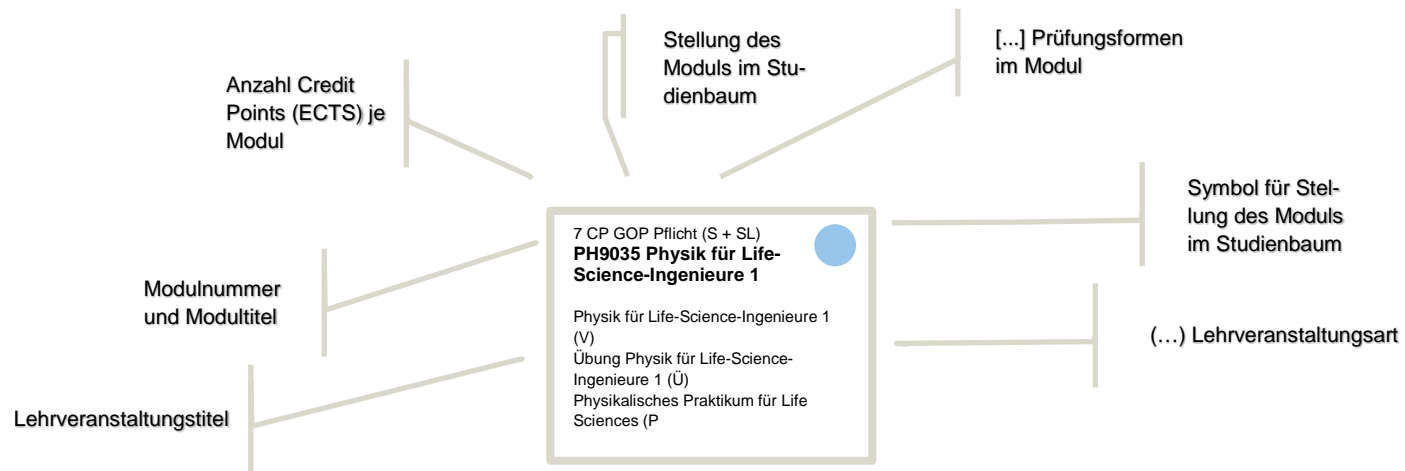 Stellung des
Moduls im Stu-
dienbaum
[...] Prüfungsformen
im Modul
Anzahl Credit
Points (ECTS) je
Modul
Symbol für Stel-
lung des Moduls
im Studienbaum
7 CP GOP Pflicht (S + SL)
PH9035 Physik für Life-
Science-Ingenieure 1
Physik für Life-Science-Ingenieure 1
(V)
Übung Physik für Life-Science-
Ingenieure 1 (Ü)
Physikalisches Praktikum für Life
Sciences (P
Modulnummer
und Modultitel
(…) Lehrveranstaltungsart
Lehrveranstaltungstitel